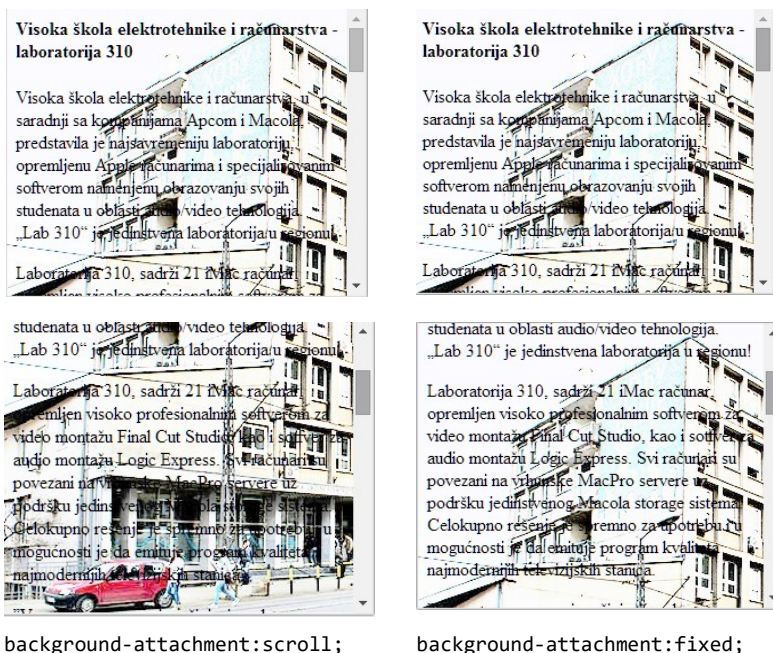 Visoka škola elektrotehnike i računarstva -
laboratorija 310
Visoka škola elektrotehnike i računarstva, u
saradnji sa kompanijama Apcom i Macola,
predstavila je najsavremeniju laboratoriju,
opremljenu Apple računarima i specijalizovanim
softverom namenjenu obrazovanju svojih
studenata u oblasti audio/video tehnologija.
„Lab 310“ je jedinstvena laboratorija u regionu!
Laboratorija 310, sadrži 21 iMac računar,
opremljen visoko profesionalnim softverom za
Visoka škola elektrotehnike i računarstva -
laboratorija 310
Visoka škola elektrotehnike i računarstva, u
saradnji sa kompanijama Apcom i Macola,
predstavila je najsavremeniju laboratoriju,
opremljenu Apple računarima i specijalizovanim
softverom namenjenu obrazovanju svojih
studenata u oblasti audio/video tehnologija.
„Lab 310“ je jedinstvena laboratorija u regionu!
Laboratorija 310, sadrži 21 iMac računar,
opremljen visoko profesionalnim softverom za
studenata u oblasti audio/video tehnologija.
„Lab 310“ je jedinstvena laboratorija u regionu!
Laboratorija 310, sadrži 21 iMac računar,
opremljen visoko profesionalnim softverom za
video montažu Final Cut Studio, kao i softver za
audio montažu Logic Express. Svi računari su
povezani na vrhunske MacPro servere uz
podršku jedinstvenog Macola storage sistema.
Celokupno rešenje je spremno za upotrebu, u
mogućnosti je da emituje program kvaliteta
najmodernijih televizijskih stanica.
studenata u oblasti audio/video tehnologija.
„Lab 310“ je jedinstvena laboratorija u regionu!
Laboratorija 310, sadrži 21 iMac računar,
opremljen visoko profesionalnim softverom za
video montažu Final Cut Studio, kao i softver za
audio montažu Logic Express. Svi računari su
povezani na vrhunske MacPro servere uz
podršku jedinstvenog Macola storage sistema.
Celokupno rešenje je spremno za upotrebu, u
mogućnosti je da emituje program kvaliteta
najmodernijih televizijskih stanica.
background-attachment:scroll;
background-attachment:fixed;